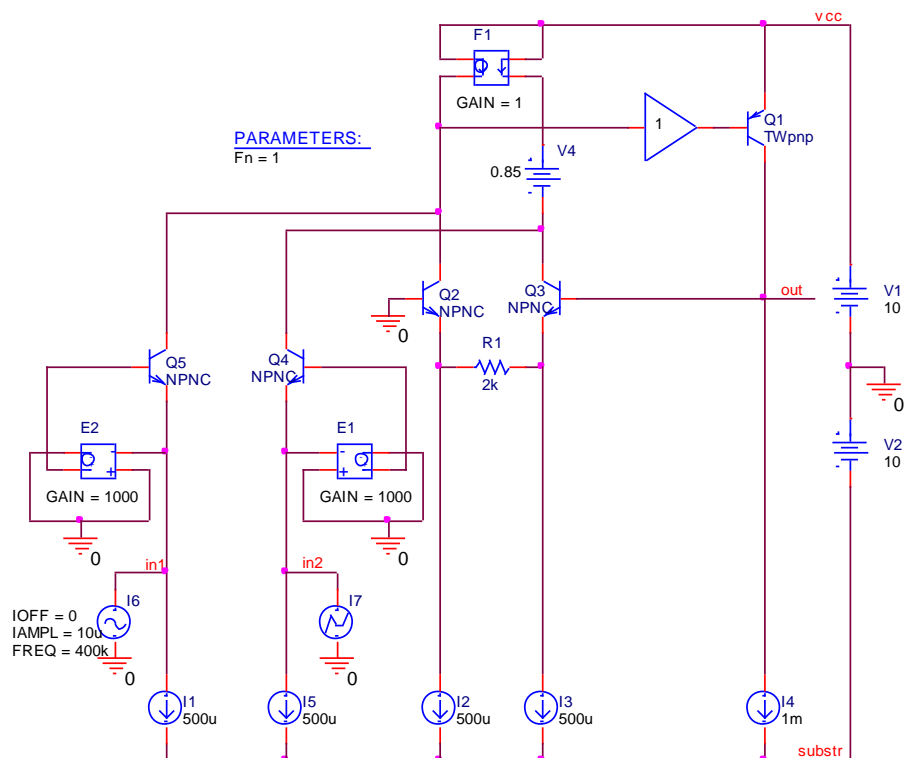 vcc
F1
GAIN = 1
1
Q1
TWpnp
PARAMETERS:
Fn = 1
V4
0.85
out
Q2
NPNC
Q3
NPNC
0
V1
10
R1
2k
Q5
NPNC
Q4
NPNC
0
E2
E1
V2
10
GAIN = 1000
GAIN = 1000
0
0
in1
in2
I6
I7
IOFF = 0
IAMPL = 10u
FREQ = 400k
0
0
I1
500u
I5
500u
I2
500u
I3
500u
I4
1m
substr